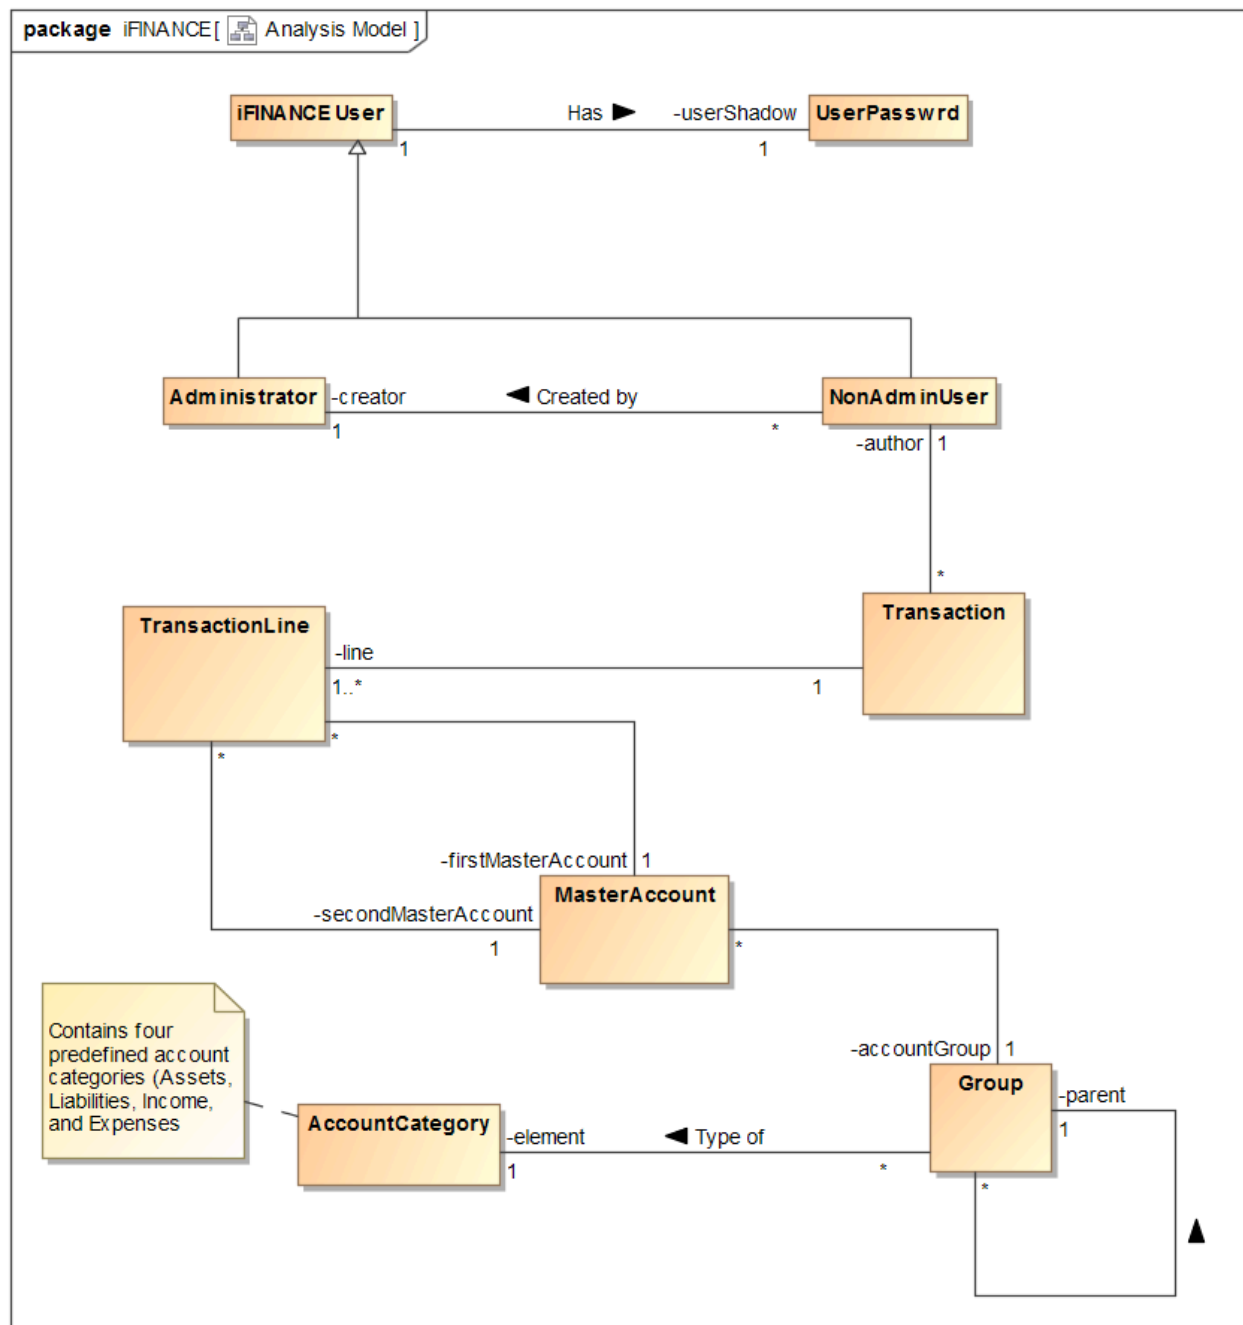 package iFINANCE[ Analysis Model ]
iFINANCE User
Has ►
-userShadow
UserPasswrd
1
1
Administrator
-creator
◄ Created by
NonAdminUser
1
*
-author
1
*
TransactionLine
Transaction
-line
1..*
1
*
*
-firstMasterAccount
1
MasterAccount
-secondMasterAccount
1
*
Contains four
predefined account
categories (Assets,
Liabilities, Income,
and Expenses
-accountGroup
1
Group
-parent
1
AccountCategory
-element
◄ Type of
1
*
*